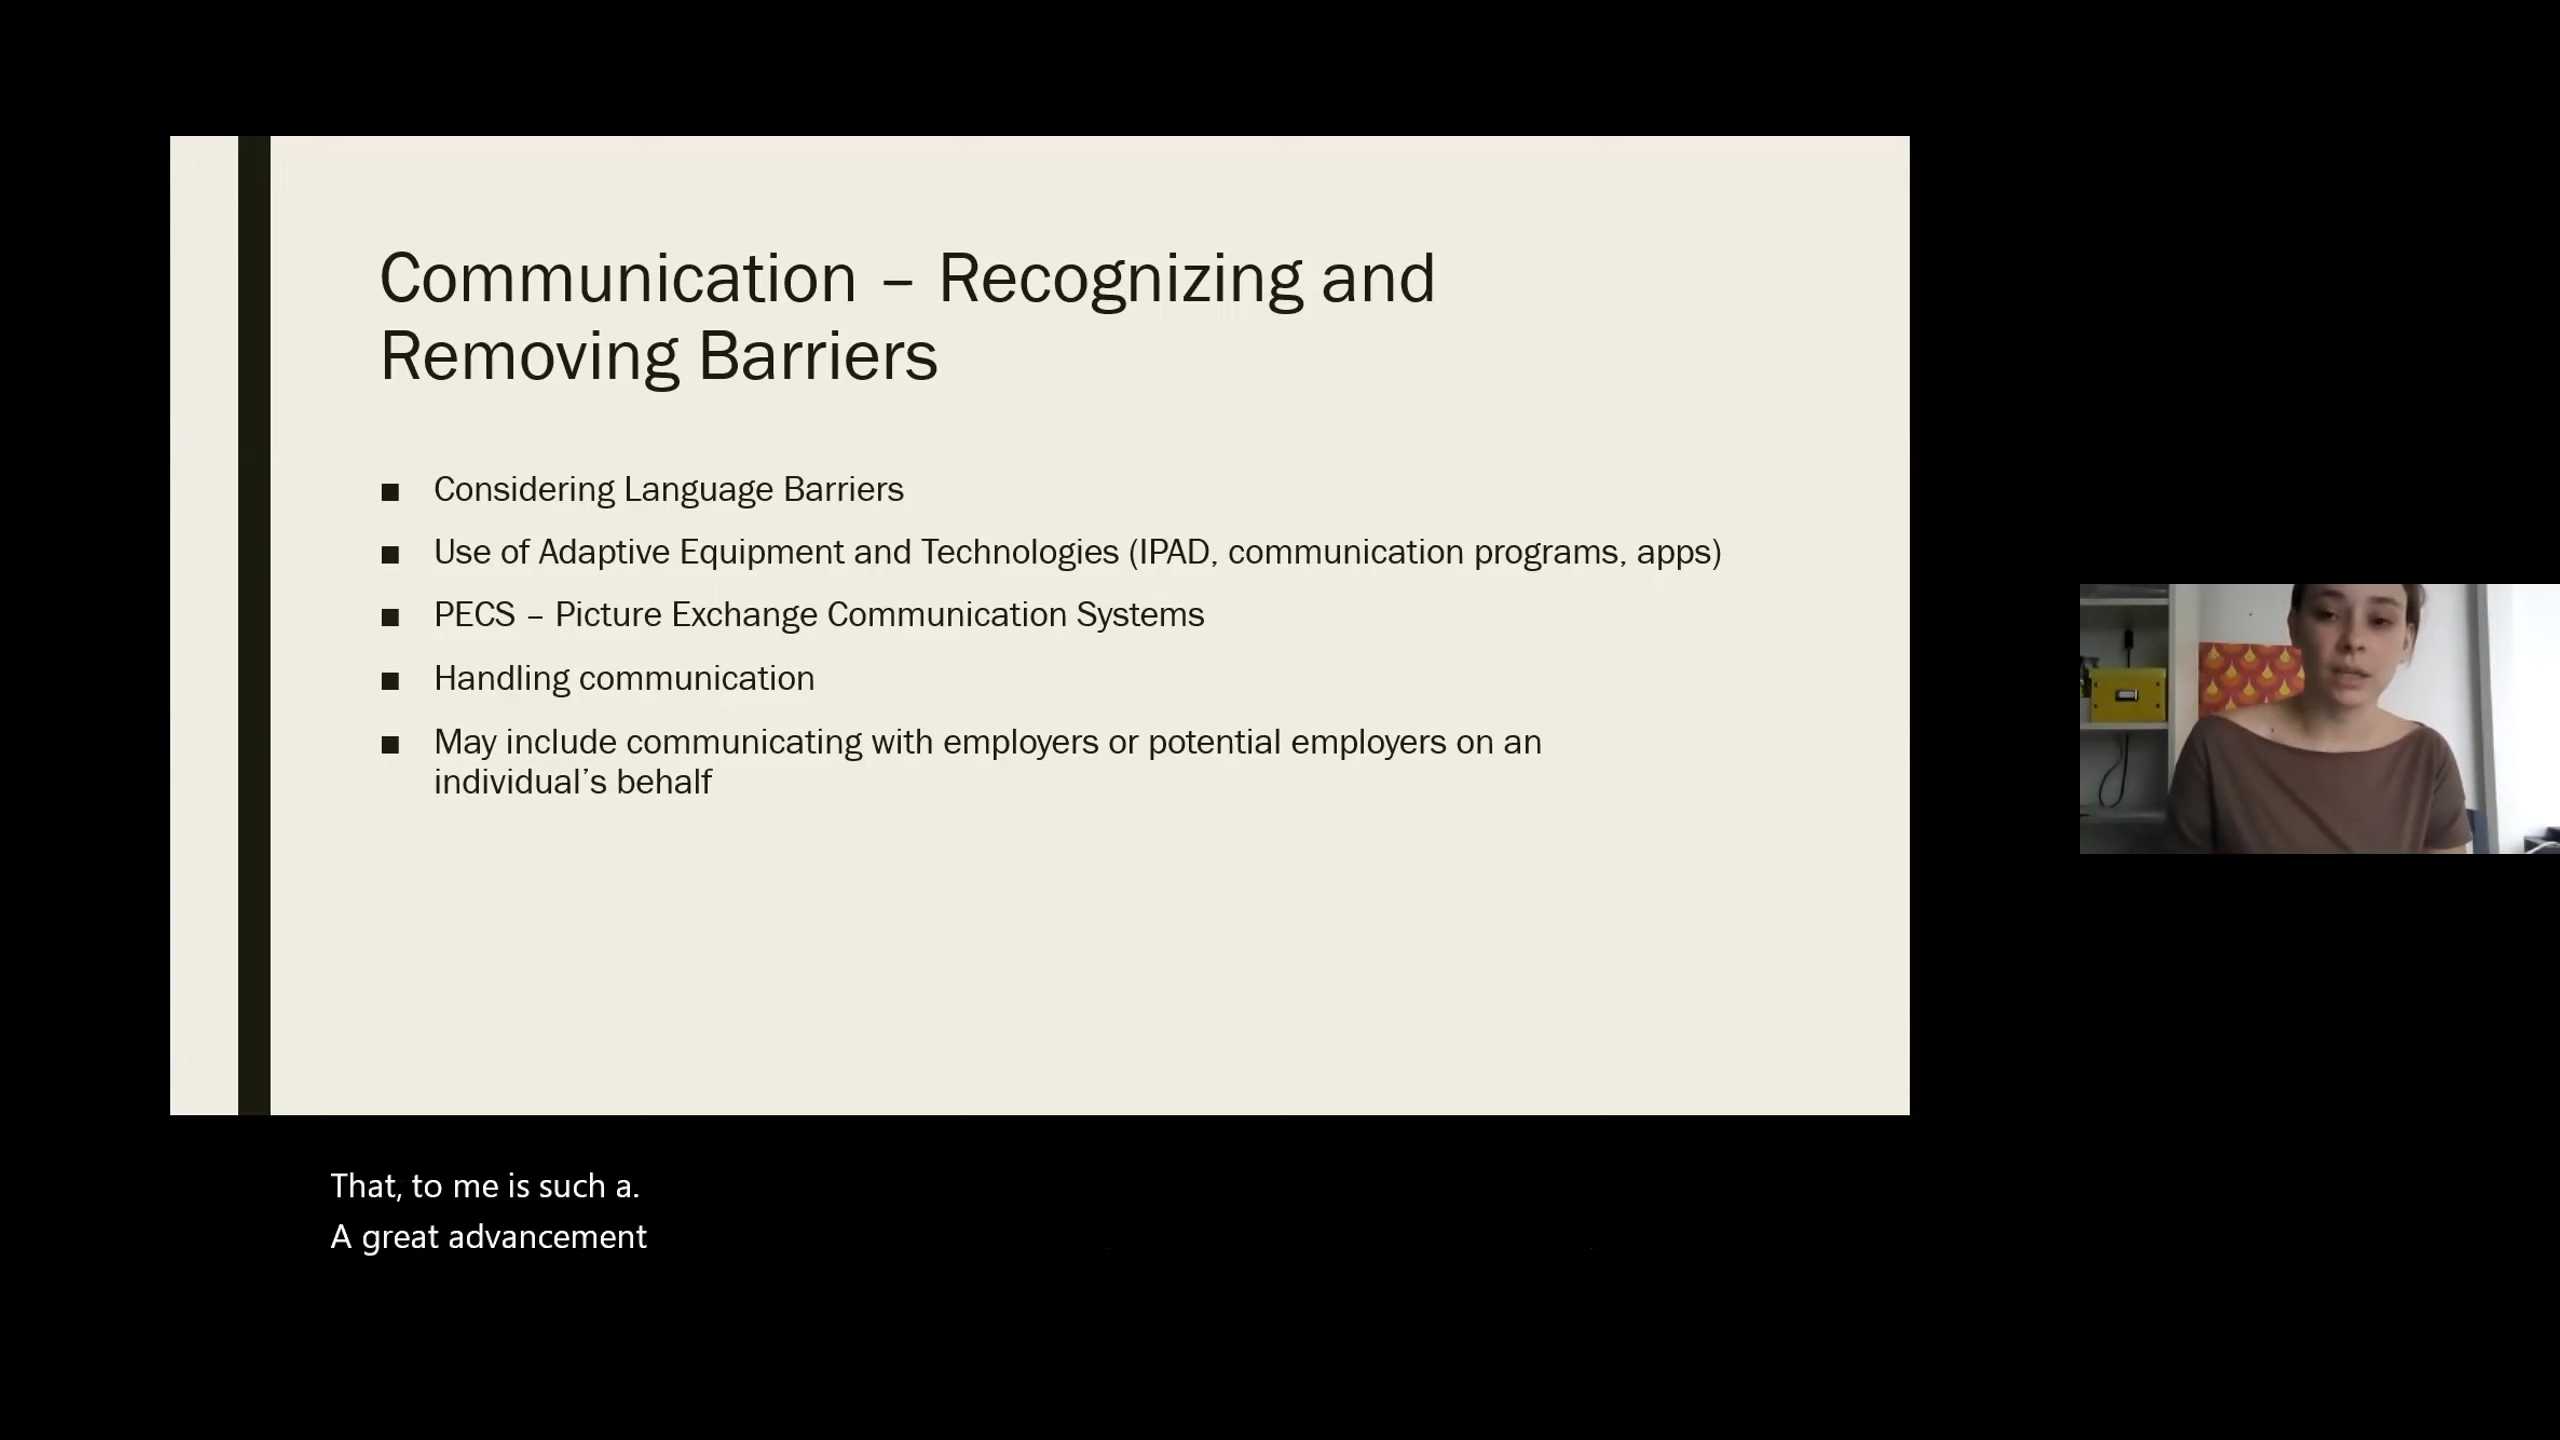 Communication – Recognizing and
Removing Barriers
■ Considering Language Barriers
■ Use of Adaptive Equipment and Technologies (IPAD, communication programs, apps)
■ PECS – Picture Exchange Communication Systems
■ Handling communication
■ May include communicating with employers or potential employers on an
individual’s behalf
That, to me is such a.
A great advancement